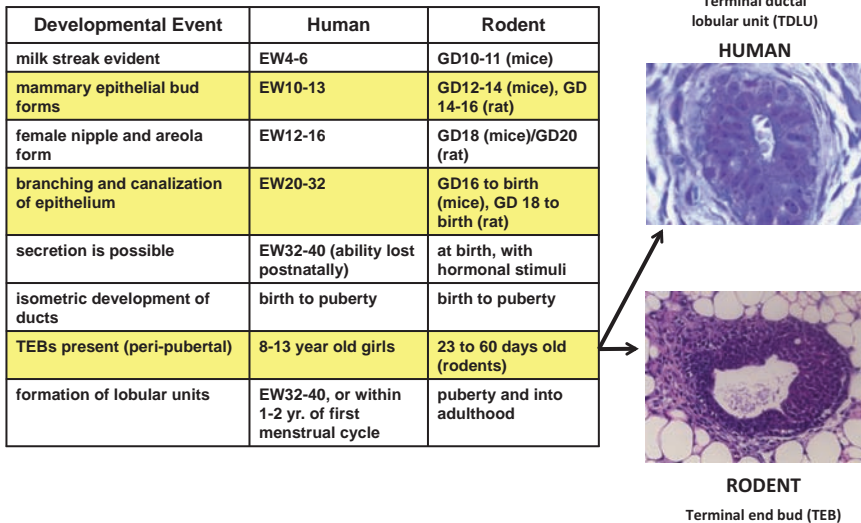 Developmental Event Human Rodent
milk streak evident EW4-6 GD10-11 (mice)
mammary epithelial bud EW10-13 GD12-14 (mice), GD
forms 14-16 (rat)
female nipple and areola EW12-16 GD18 (mice)/GD20
form (rat)
branching and canalization EW20-32 GD16 to birth
of epithelium (mice), GD 18 to
birth (rat)
secretion is possible EW32-40 (ability lost at birth, with
postnatally) hormonal stimuli
isometric development of birth to puberty birth to puberty
ducts
TEBs present (peri-pubertal) 8-13 year old girls 23 to 60 days old
(rodents)
formation of lobular units EW32-40, or within puberty and into
1-2 yr. of first adulthood
menstrual cycle
Terminal ductal
lobular unit (TDLU)
HUMAN
RODENT
Terminal end bud (TEB)